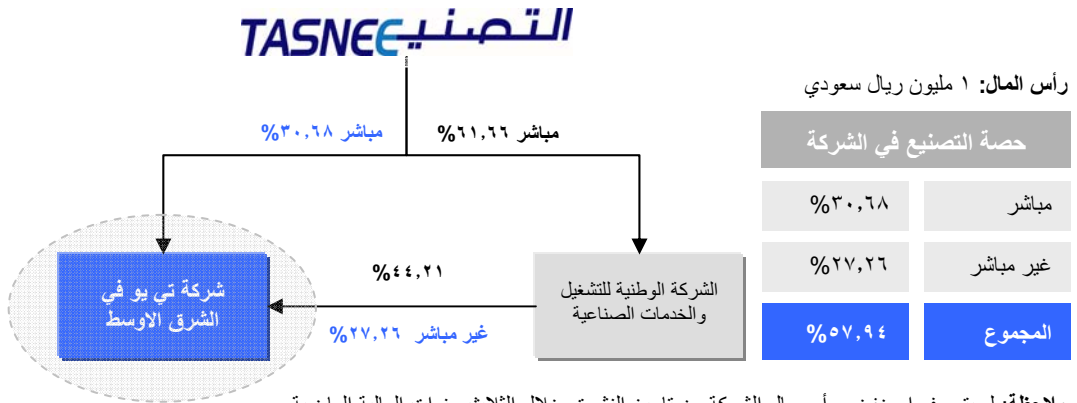 TASNEE التصنيع
رأس المال: ١ مليون ريال سعودي
مباشر ٦١,٦٦%
مباشر ٣٠,٦٨%
حصة التصنيع في الشركة
مباشر ٣٠,٦٨%
غير مباشر ٢٧,٢٦%
المجموع ٥٧,٩٤%
الشركة الوطنية للتشغيل
والخدمات الصناعية
%٤٤,٢١
غير مباشر ٢٧,٢٦%
شركة تي يو في
الشرق الاوسط